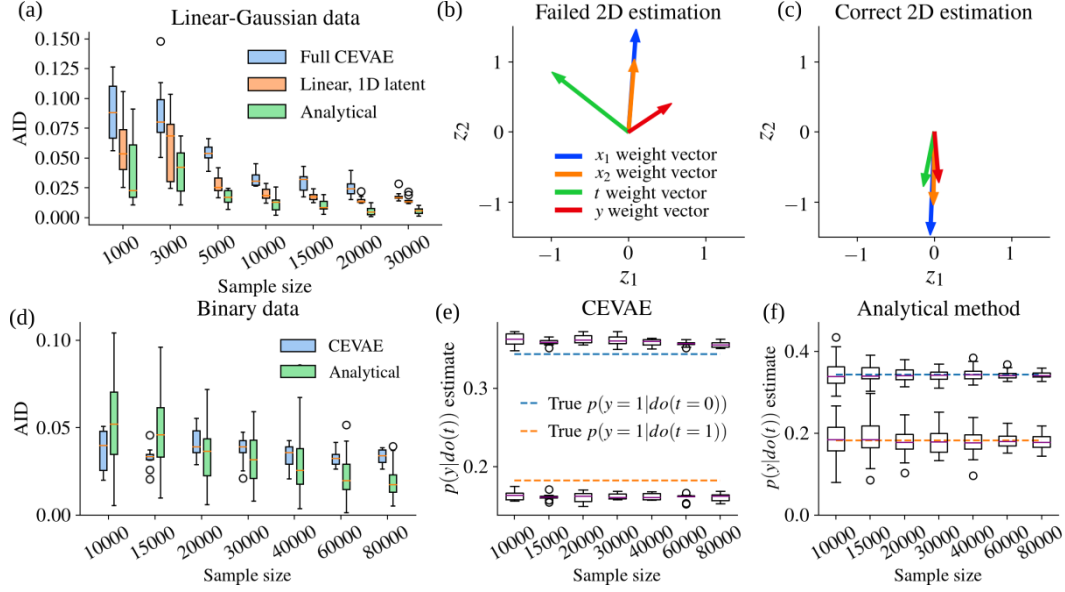 (a)
Linear-Gaussian data
AID
0.150
0.125
0.100
0.075
0.050
0.025
0.000
Full CEVAE
Linear, 1D latent
Analytical
1000
3000
5000
10000
15000
20000
30000
Sample size
(b)
Failed 2D estimation
z₂
1
0
−1
x₁ weight vector
x₂ weight vector
t weight vector
y weight vector
−1
0
1
z₁
(c)
Correct 2D estimation
z₂
1
0
−1
−1
0
1
z₁
(d)
Binary data
AID
0.10
0.05
0.00
CEVAE
Analytical
10000
15000
20000
30000
40000
60000
80000
Sample size
(e)
CEVAE
p(y|do(t)) estimate
0.3
0.2
True p(y = 1|do(t = 0))
True p(y = 1|do(t = 1))
10000
15000
20000
30000
40000
60000
80000
Sample size
(f)
Analytical method
p(y|do(t)) estimate
0.4
0.2
0.0
10000
15000
20000
30000
40000
60000
80000
Sample size